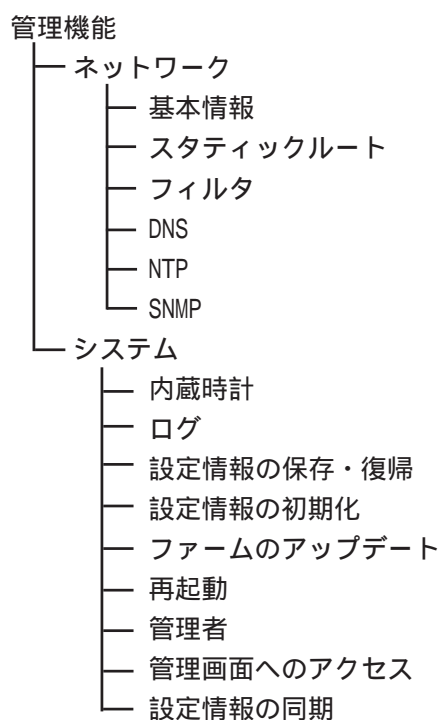 管理機能
ネットワーク
基本情報
スタティックルート
フィルタ
DNS
NTP
SNMP
システム
内蔵時計
ログ
設定情報の保存・復帰
設定情報の初期化
ファームのアップデート
再起動
管理者
管理画面へのアクセス
設定情報の同期